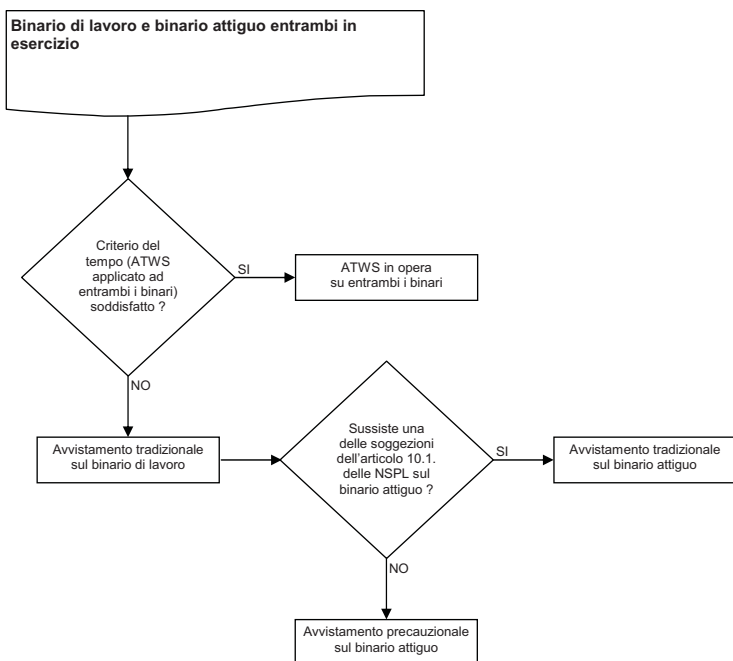 Binario di lavoro e binario attiguo entrambi in
esercizio
Criterio del
tempo (ATWS
applicato ad
entrambi i binari)
soddisfatto ?
SI
ATWS in opera
su entrambi i binari
NO
Avvistamento tradizionale
sul binario di lavoro
Sussiste una
delle soggezioni
dell'articolo 10.1.
delle NSPL sul
binario attiguo ?
SI
Avvistamento tradizionale
sul binario attiguo
NO
Avvistamento precauzionale
sul binario attiguo